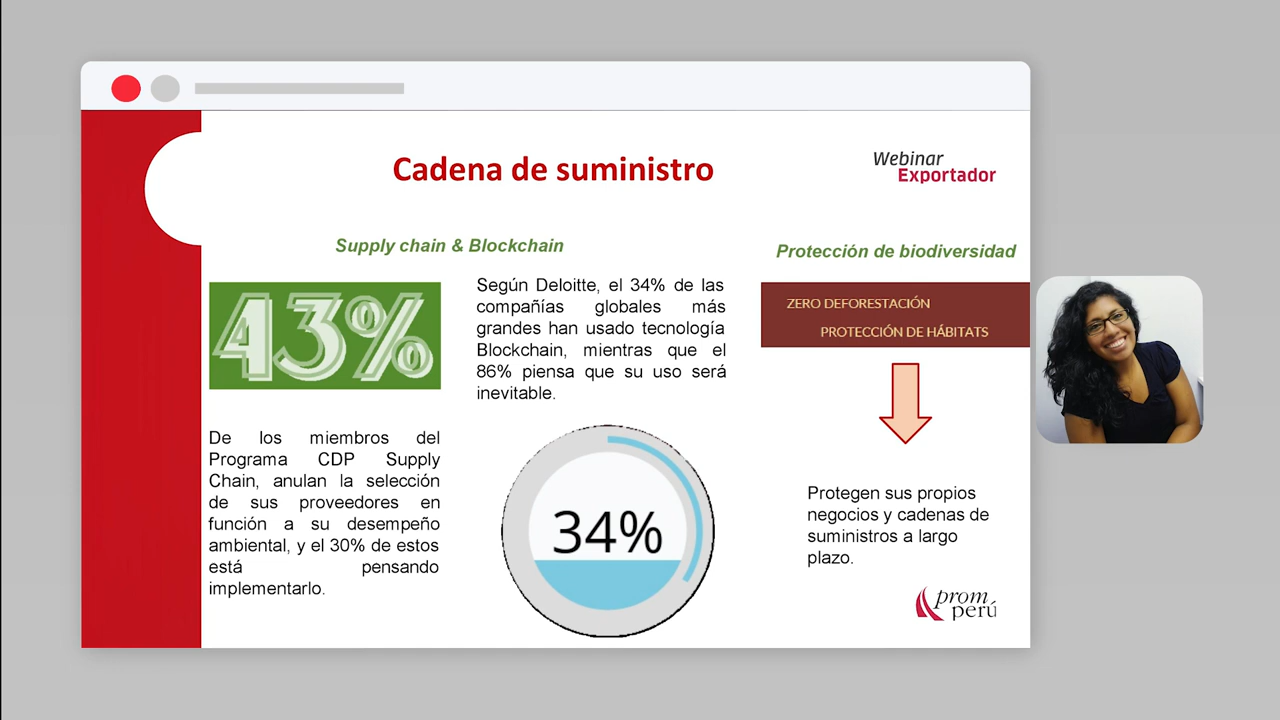 Cadena de suministro
Webinar
Exportador
Supply chain & Blockchain
43%
De los miembros del
Programa CDP Supply
Chain, anulan la selección
de sus proveedores en
función a su desempeño
ambiental, y el 30% de estos
está pensando
implementarlo.
Según Deloitte, el 34% de las
compañías globales más
grandes han usado tecnología
Blockchain, mientras que el
86% piensa que su uso será
inevitable.
34%
Protección de biodiversidad
ZERO DEFORESTACIÓN
PROTECCIÓN DE HÁBITATS
Protegen sus propios
negocios y cadenas de
suministros a largo
plazo.
prom
perú